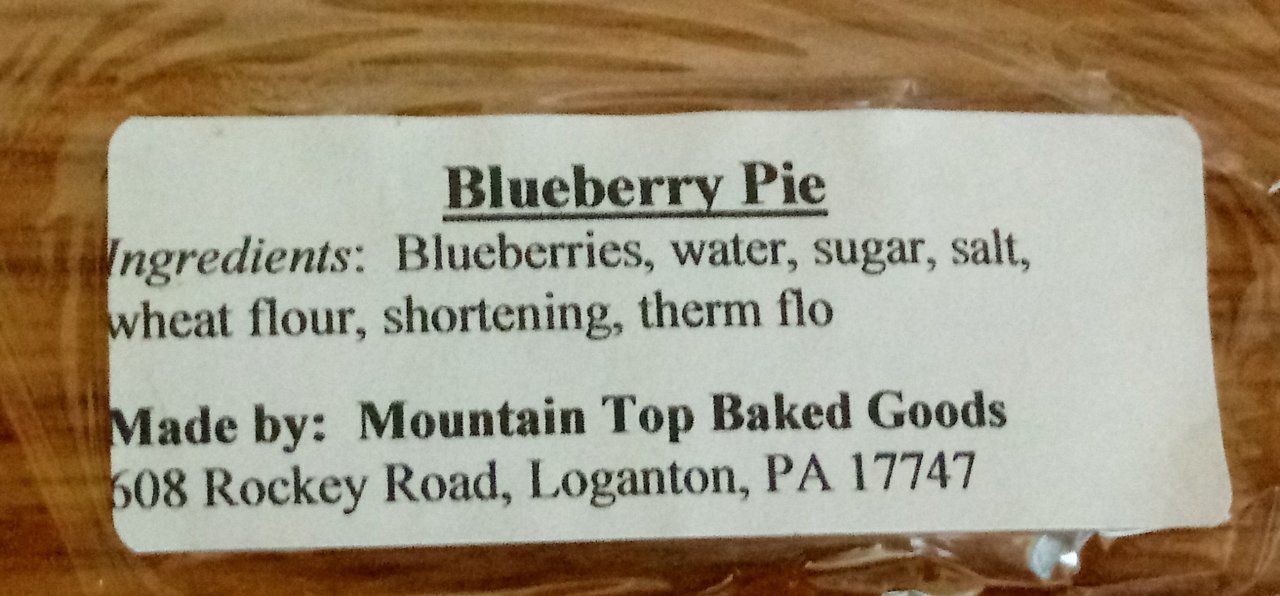 Blueberry Pie
Ingredients: Blueberries, water, sugar, salt,
wheat flour, shortening, therm flo
Made by: Mountain Top Baked Goods
608 Rockey Road, Loganton, PA 17747